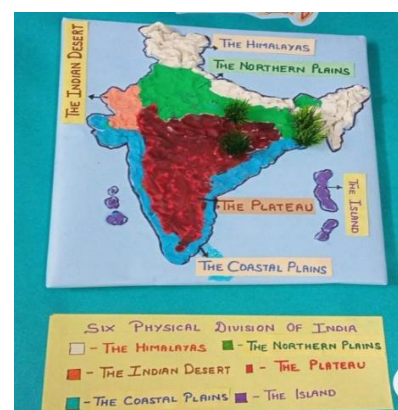 THE HIMALAYAS
THE NORTHERN PLAINS
THE INDIAN DESERT
THE ISLAND
THE PLATEAU
THE COASTAL PLAINS
SIX PHYSICAL DIVISION OF INDIA
- THE HIMALAYAS - THE NORTHERN PLAINS
- THE INDIAN DESERT - THE PLATEAU
- THE COASTAL PLAINS - THE ISLAND